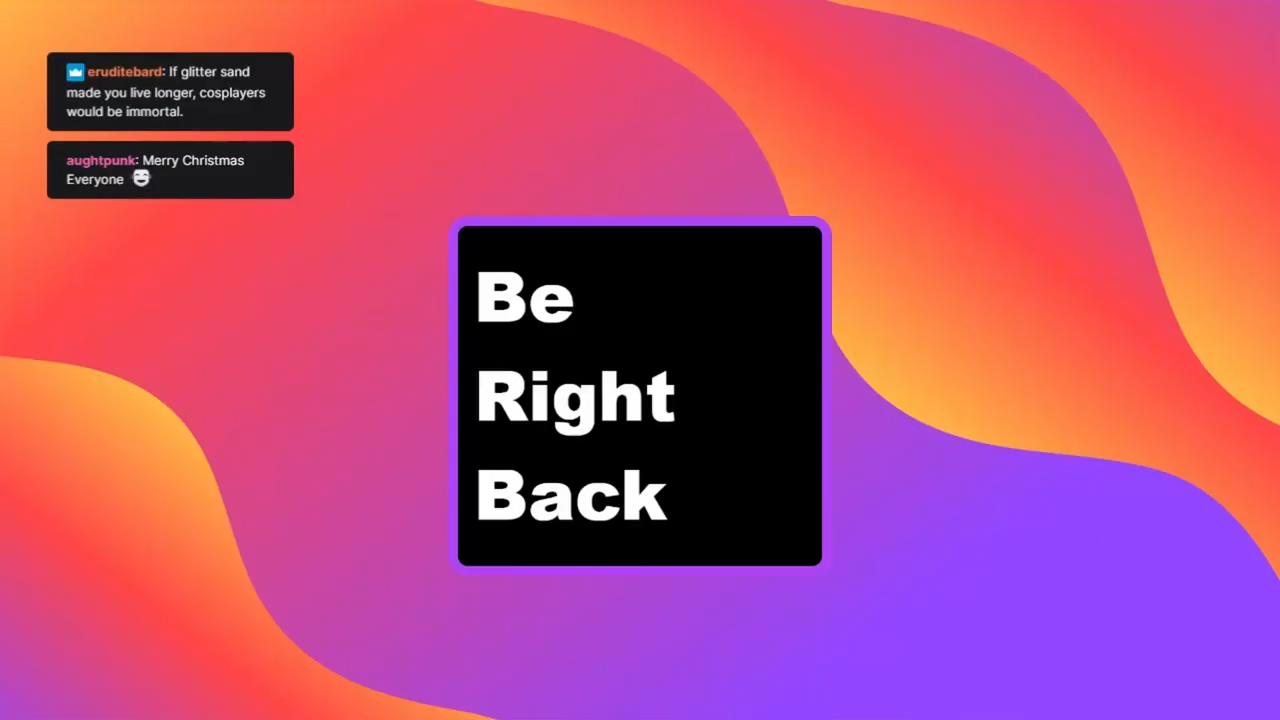 eruditebard: If glitter sand
made you live longer, cosplayers
would be immortal.
aughtpunk: Merry Christmas
Everyone
Be
Right
Back